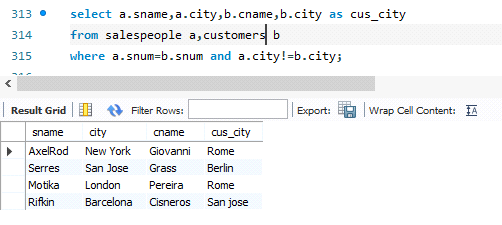 313 select a.sname,a.city,b.cname,b.city as cus_city
314 from salespeople a,customers b
315 where a.snum=b.snum and a.city!=b.city;
Result Grid Filter Rows: Export: Wrap Cell Content: IA
sname city cname cus_city
AxelRod New York Giovanni Rome
Serres San Jose Grass Berlin
Motika London Pereira Rome
Rifkin Barcelona Cisneros San jose